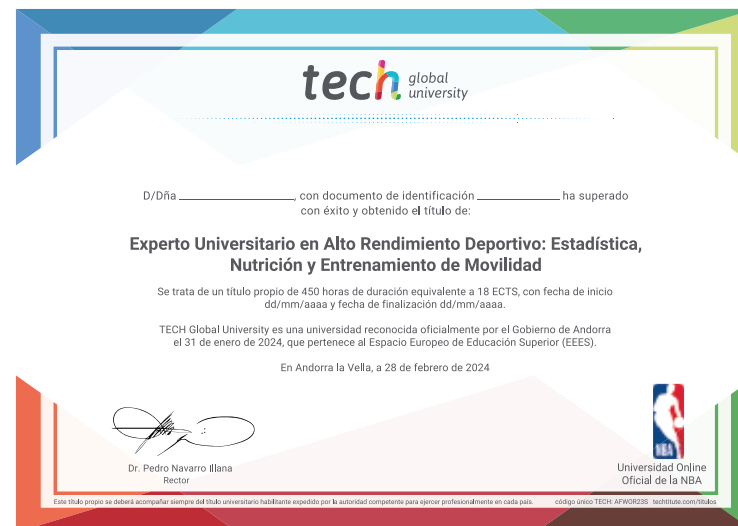 tech global university
D/Dña ____________, con documento de identificación ____________ ha superado
con éxito y obtenido el título de:
Experto Universitario en Alto Rendimiento Deportivo: Estadística,
Nutrición y Entrenamiento de Movilidad
Se trata de un título propio de 450 horas de duración equivalente a 18 ECTS, con fecha de inicio
dd/mm/aaaa y fecha de finalización dd/mm/aaaa.
TECH Global University es una universidad reconocida oficialmente por el Gobierno de Andorra
el 31 de enero de 2024, que pertenece al Espacio Europeo de Educación Superior (EEES).
En Andorra la Vella, a 28 de febrero de 2024
Dr. Pedro Navarro Illana
Rector
NBA
Universidad Online
Oficial de la NBA
Este título propio se deberá acompañar siempre del título universitario habilitante expedido por la autoridad competente para ejercer profesionalmente en cada país. código único TECH: AFWOR23S techtitute.com/titulos